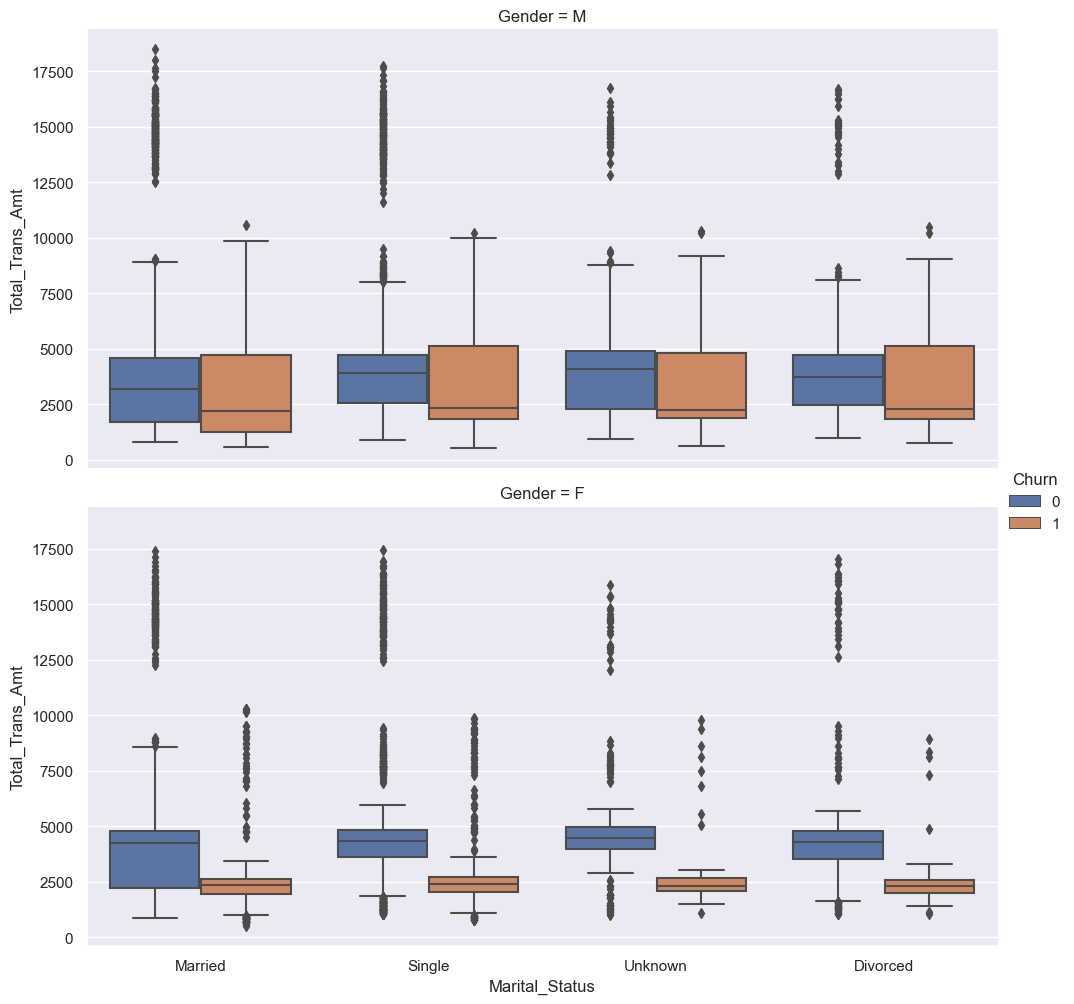 Gender = M
17500
15000
12500
10000
7500
5000
2500
0
Total_Trans_Amt
Gender = F
17500
15000
12500
10000
7500
5000
2500
0
Total_Trans_Amt
Married Single Unknown Divorced
Marital_Status
Churn
0
1